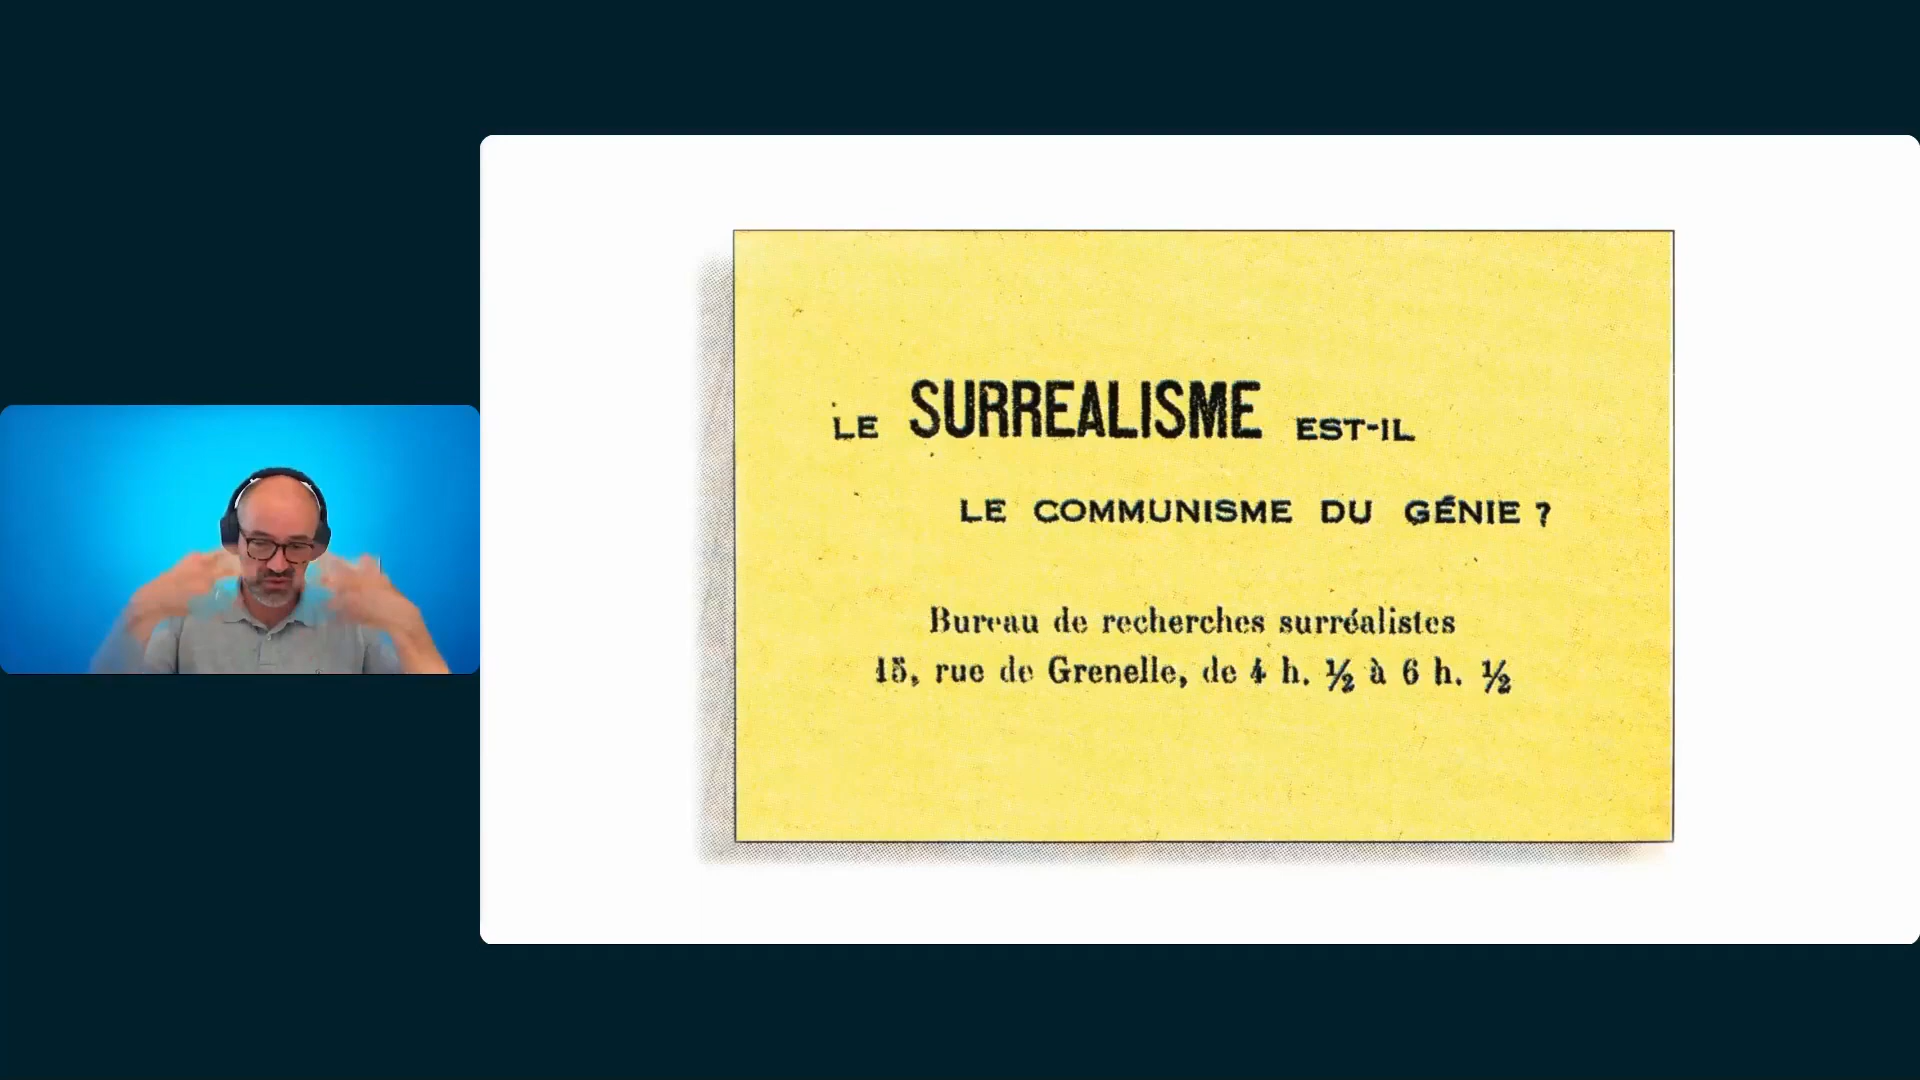 LE SURREALISME EST-IL
LE COMMUNISME DU GÉNIE ?
Bureau de recherches surréalistes
15, rue de Grenelle, de 4 h. ½ à 6 h. ½